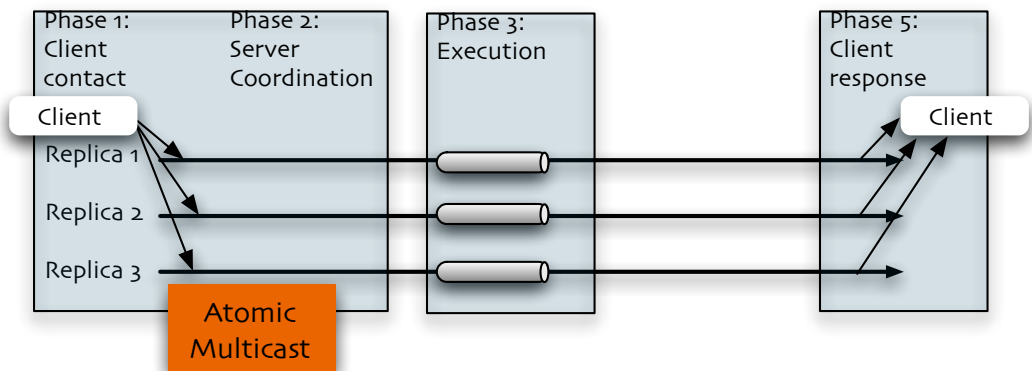 Phase 1:
Client
contact
Phase 2:
Server
Coordination
Phase 3:
Execution
Phase 5:
Client
response
Client
Client
Replica 1
Replica 2
Replica 3
Atomic
Multicast